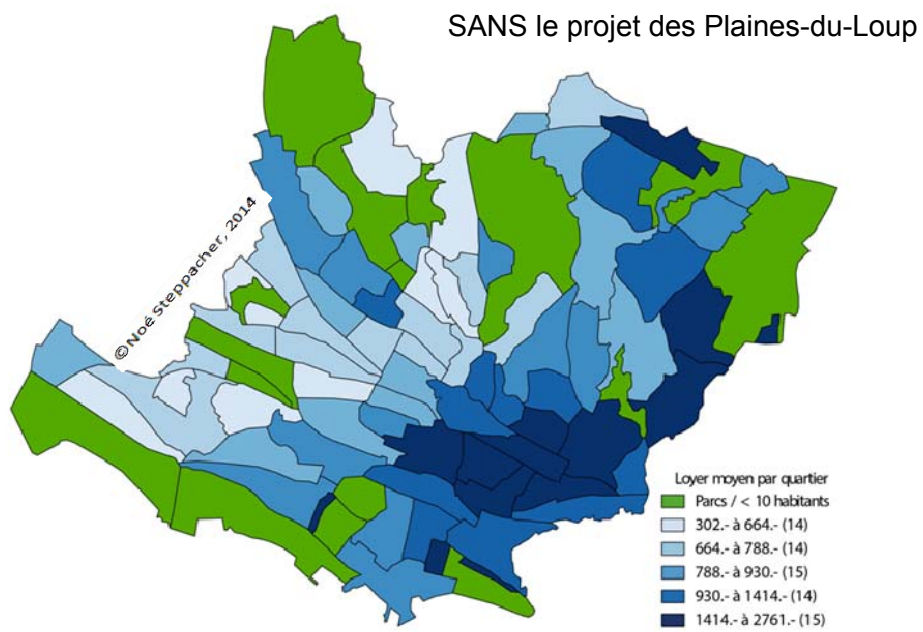 SANS le projet des Plaines-du-Loup
©Noé Steppacher, 2014
Loyer moyen par quartier
Parcs / < 10 habitants
302.- à 664.- (14)
664.- à 788.- (14)
788.- à 930.- (15)
930.- à 1414.- (14)
1414.- à 2761.- (15)